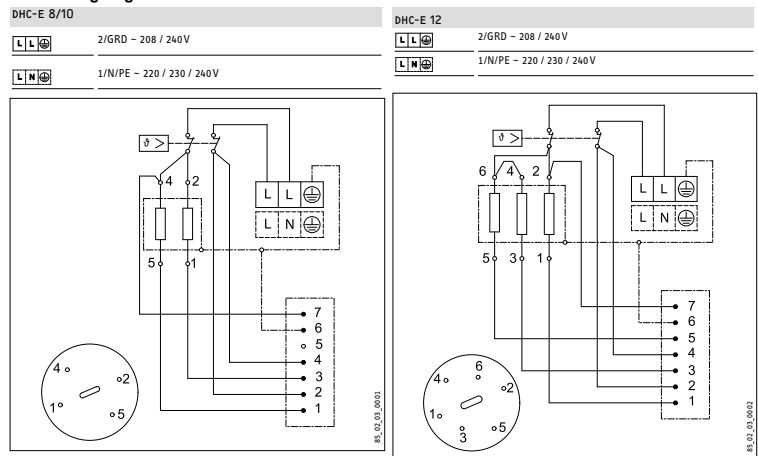 DHC-E 8/10
L L
2/GRD ~ 208 / 240 V
L N
1/N/PE ~ 220 / 230 / 240 V
ϑ >
4 2
L L
L N
5 1
7
6
5
4
3
2
1
4
2
1
5
85_02_03_0001
DHC-E 12
L L
2/GRD ~ 208 / 240 V
L N
1/N/PE ~ 220 / 230 / 240 V
ϑ >
6 4 2
L L
L N
5 3 1
7
6
5
4
3
2
1
6
4
2
1
5
3
85_02_03_0002